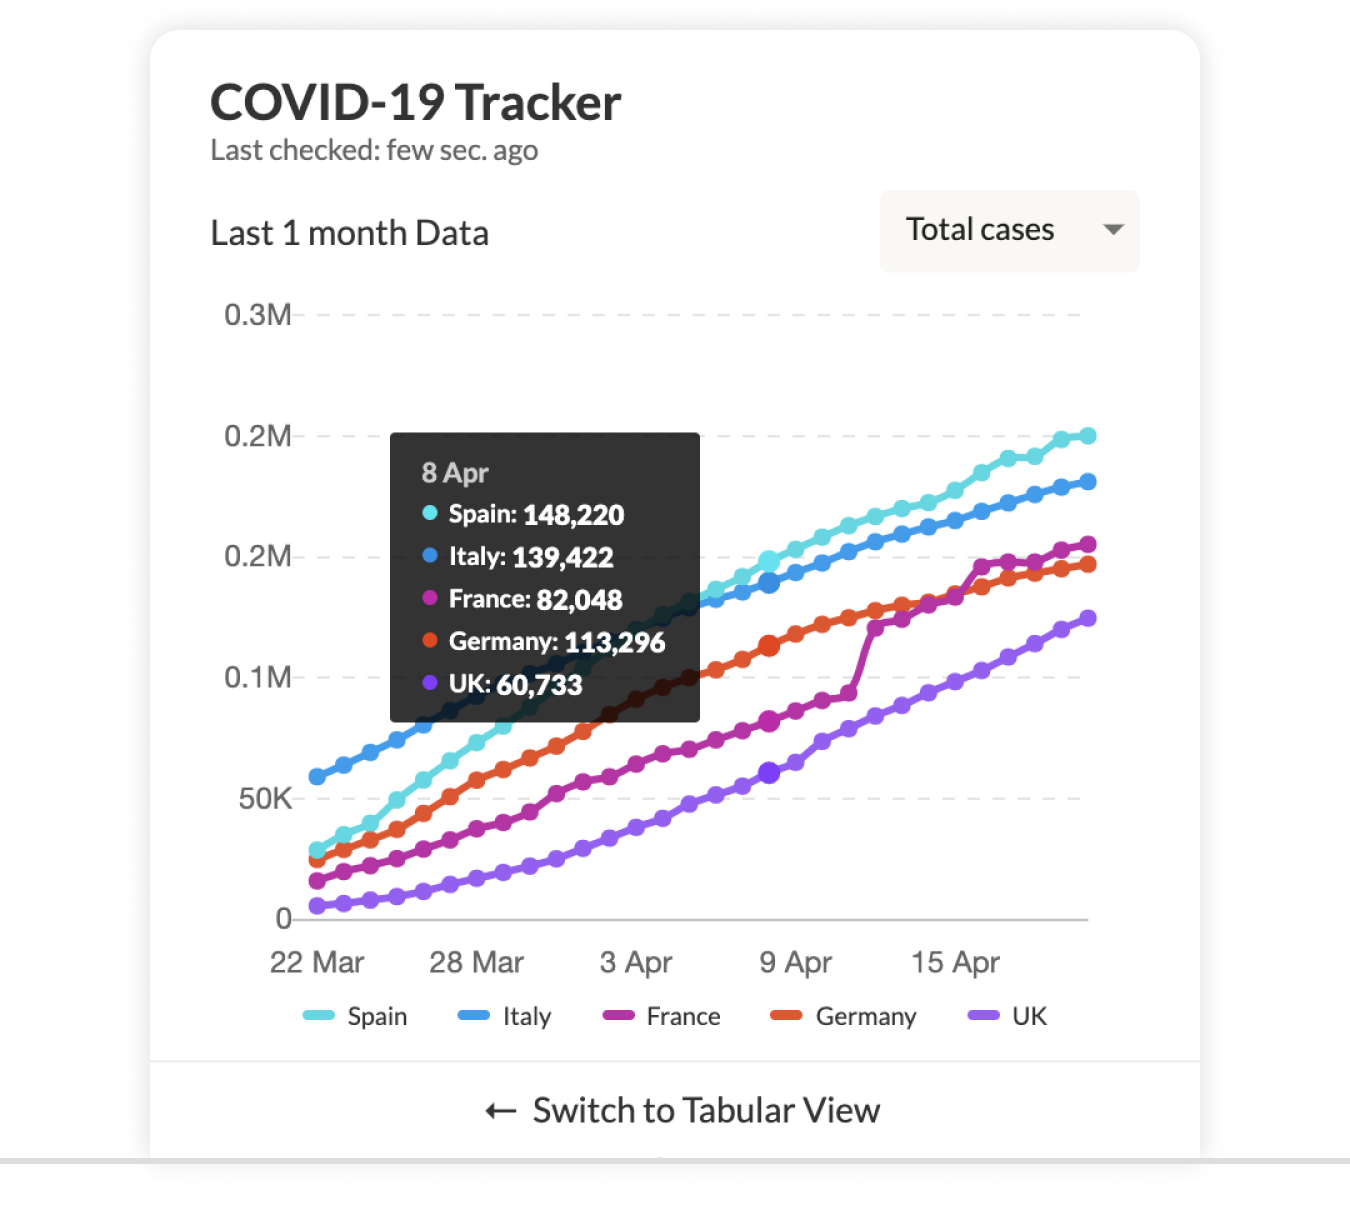 COVID-19 Tracker
Last checked: few sec. ago
Last 1 month Data
Total cases
0.3M
0.2M
0.2M
0.1M
50K
0
8 Apr
Spain: 148,220
Italy: 139,422
France: 82,048
Germany: 113,296
UK: 60,733
22 Mar 28 Mar 3 Apr 9 Apr 15 Apr
Spain Italy France Germany UK
← Switch to Tabular View